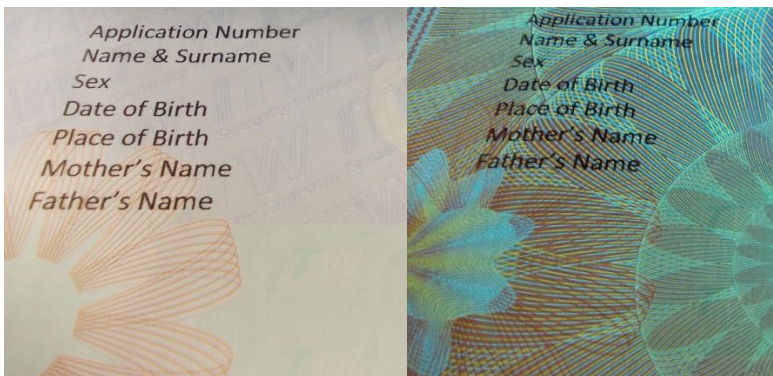 Application Number
Name & Surname
Sex
Date of Birth
Place of Birth
Mother's Name
Father's Name
ITW
Application Number
Name & Surname
Sex
Date of Birth
Place of Birth
Mother's Name
Father's Name